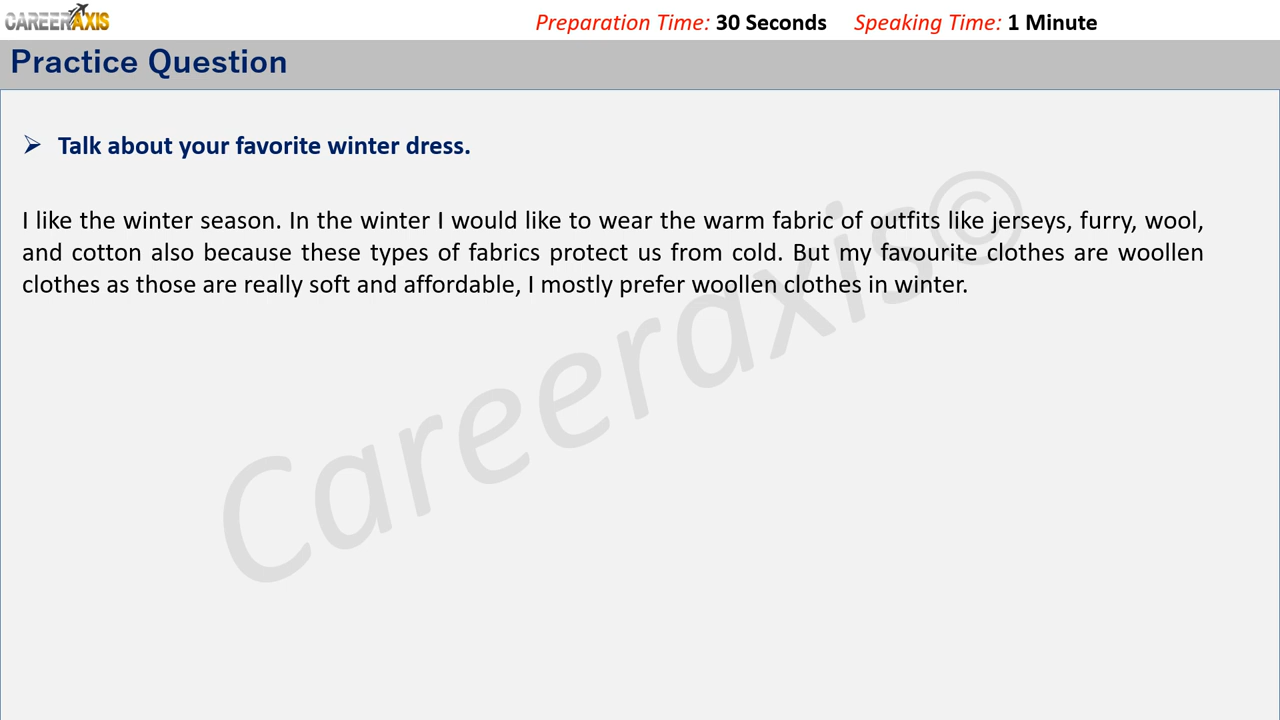 CAREERAXIS
Preparation Time: 30 Seconds Speaking Time: 1 Minute
Practice Question
➢ Talk about your favorite winter dress.
I like the winter season. In the winter I would like to wear the warm fabric of outfits like jerseys, furry, wool,
and cotton also because these types of fabrics protect us from cold. But my favourite clothes are woollen
clothes as those are really soft and affordable, I mostly prefer woollen clothes in winter.
Careeraxis©